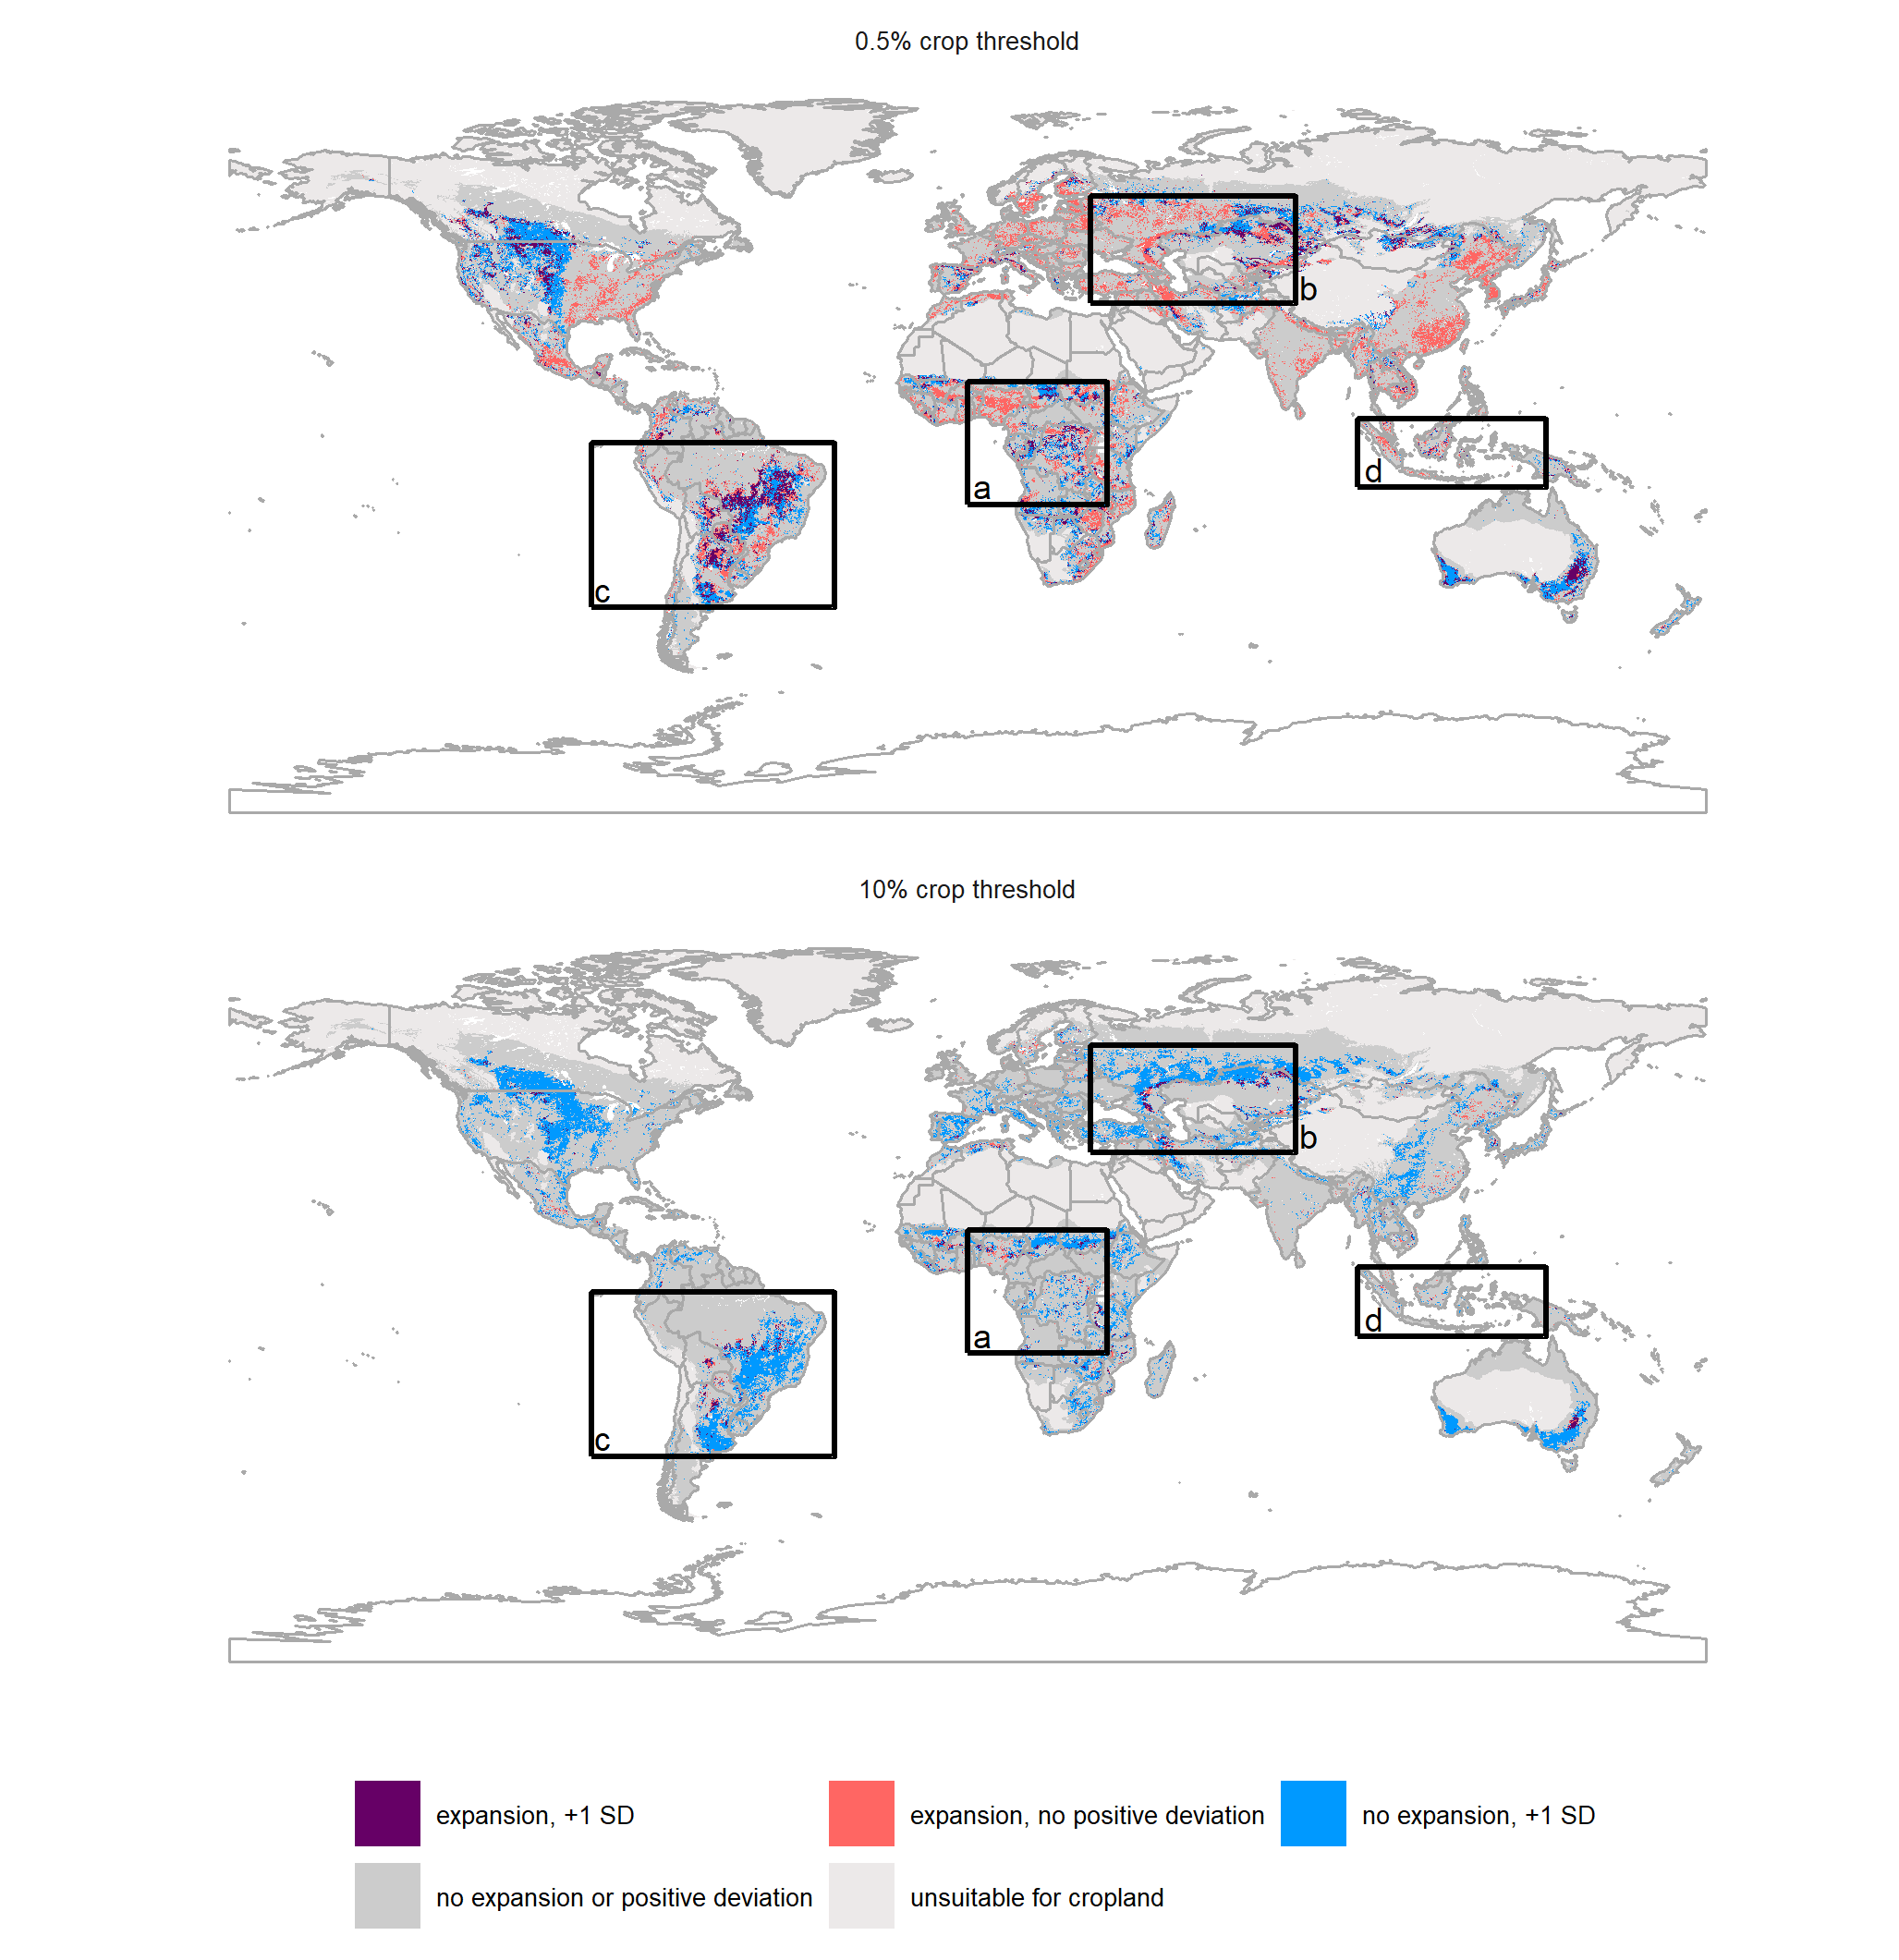 0.5% crop threshold
b
a
d
c
10% crop threshold
b
a
d
c
expansion, +1 SD
expansion, no positive deviation
no expansion, +1 SD
no expansion or positive deviation
unsuitable for cropland